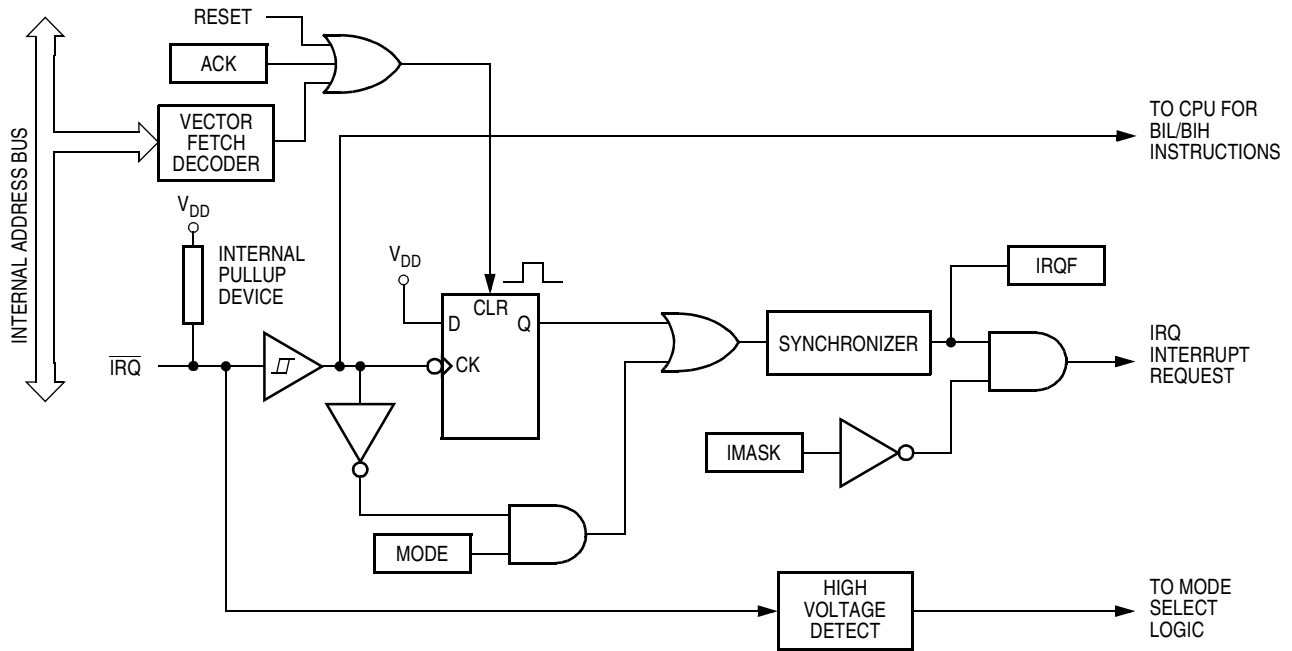 RESET
ACK
VECTOR
FETCH
DECODER
INTERNAL ADDRESS BUS
TO CPU FOR
BIL/BIH
INSTRUCTIONS
VDD
INTERNAL
PULLUP
DEVICE
VDD
CLR
D
Q
CK
IRQF
SYNCHRONIZER
IRQ
IRQ
INTERRUPT
REQUEST
IMASK
MODE
HIGH
VOLTAGE
DETECT
TO MODE
SELECT
LOGIC